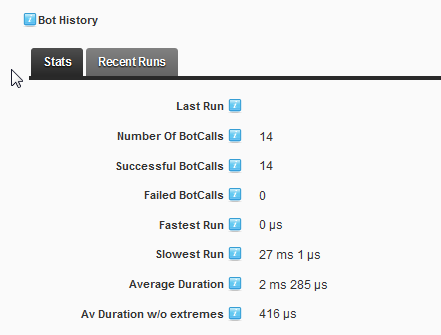 Bot History
Stats Recent Runs
Last Run
Number Of BotCalls 14
Successful BotCalls 14
Failed BotCalls 0
Fastest Run 0 µs
Slowest Run 27 ms 1 µs
Average Duration 2 ms 285 µs
Av Duration w/o extremes 416 µs